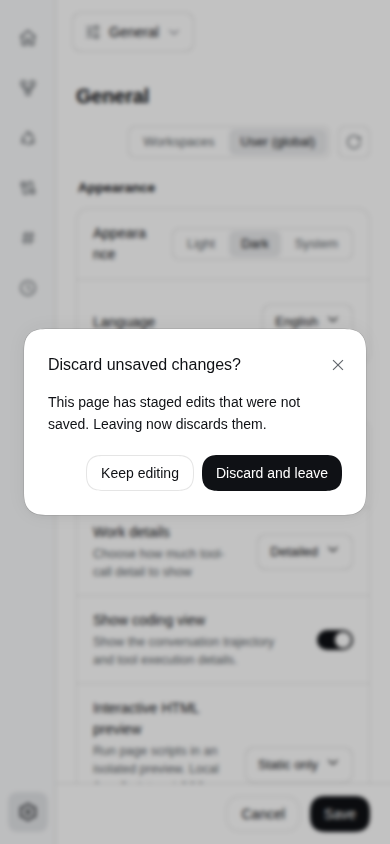 General
General
Workspaces
User (global)
Appearance
Appeara
nce
Light
Dark
System
Language
English
Discard unsaved changes?
This page has staged edits that were not
saved. Leaving now discards them.
Keep editing
Discard and leave
Work details
Choose how much tool-
call detail to show
Detailed
Show coding view
Show the conversation trajectory
and tool execution details.
Interactive HTML
preview
Run page scripts in an
isolated preview. Local
Static only
Cancel
Save